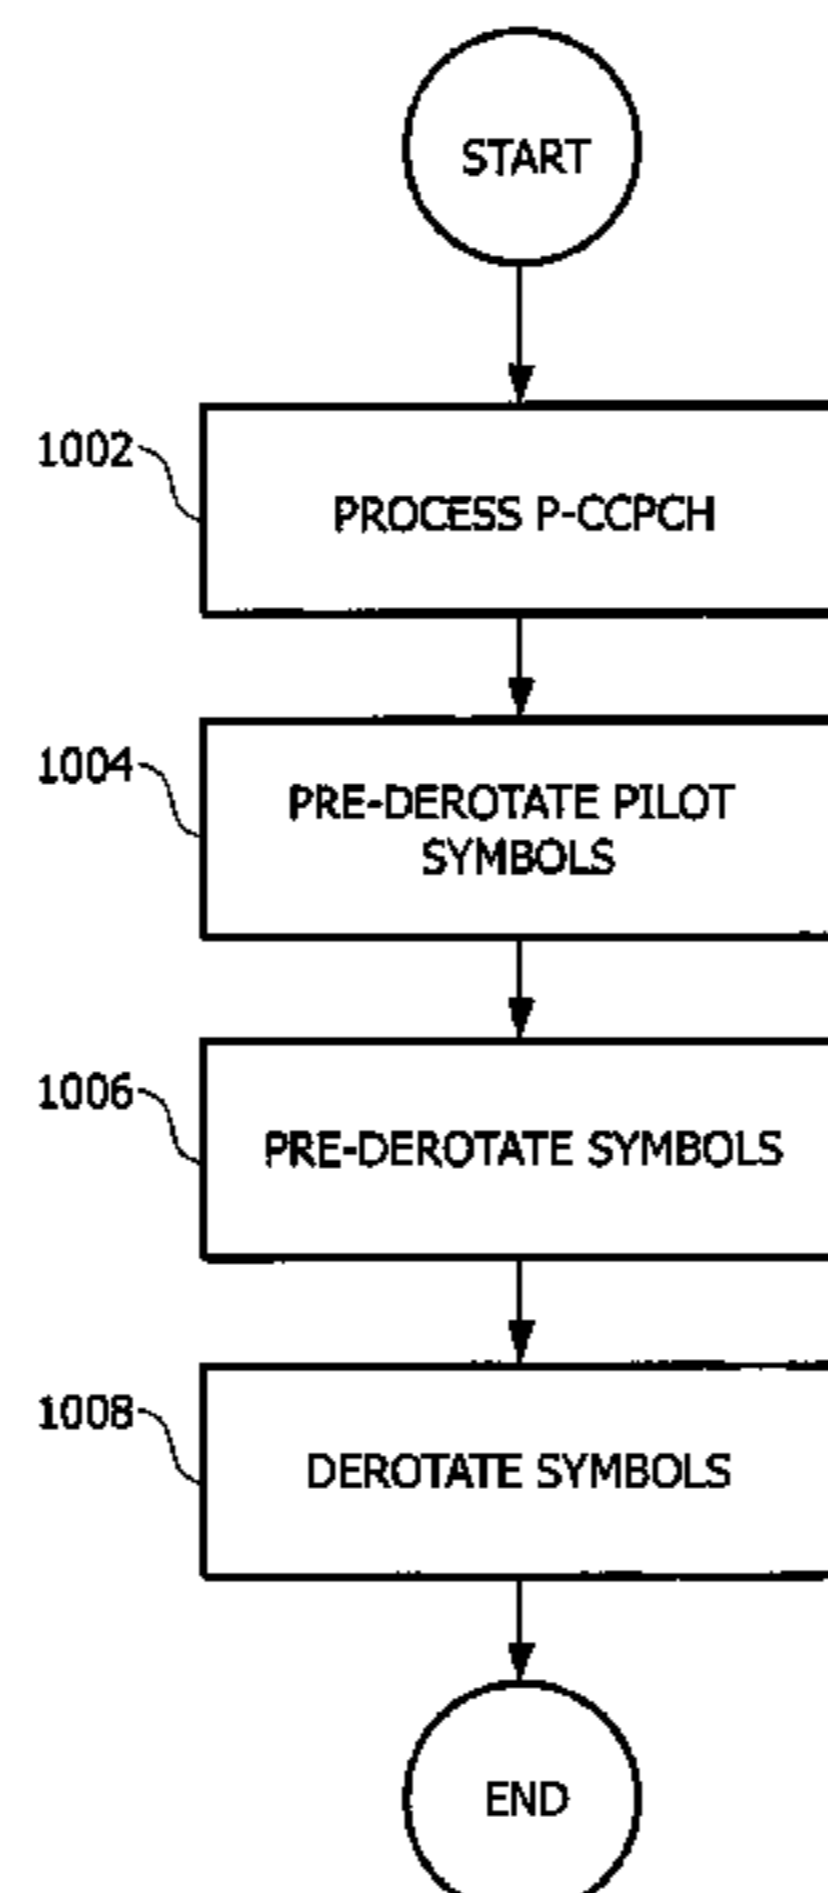 START
1002
PROCESS P-CCPCH
1004
PRE-DEROTATE PILOT
SYMBOLS
1006
PRE-DEROTATE SYMBOLS
1008
DEROTATE SYMBOLS
END